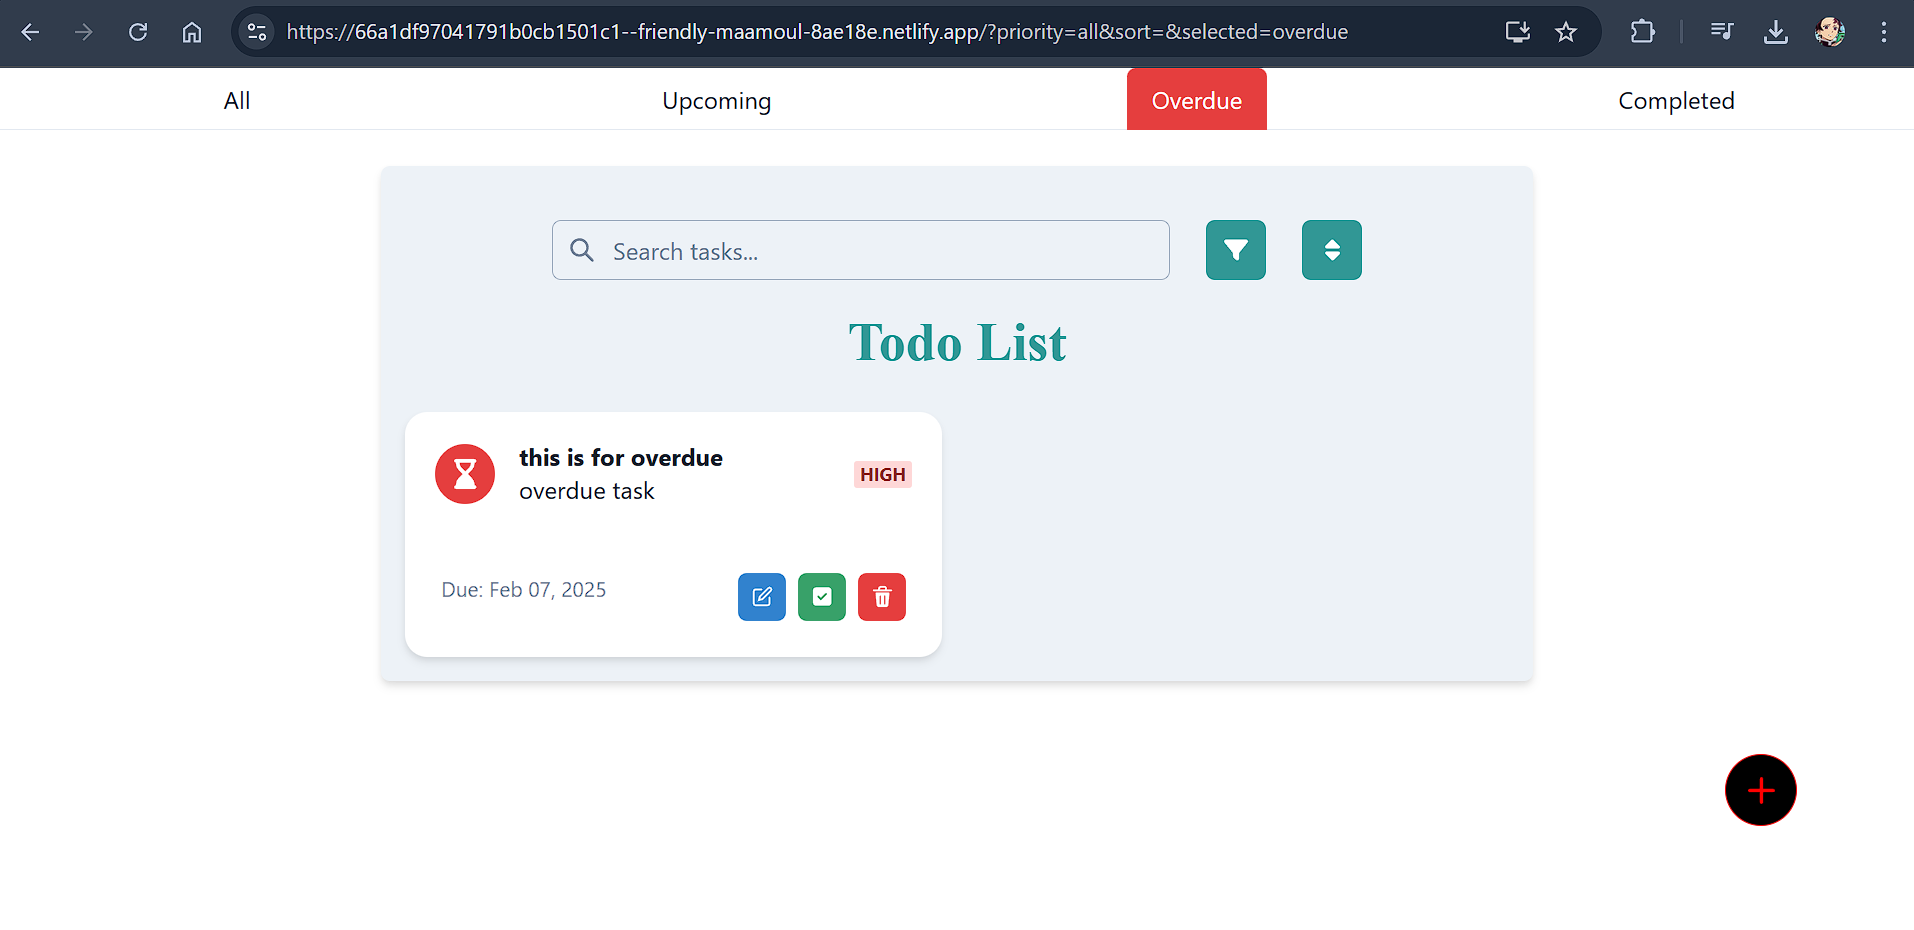 https://66a1df97041791b0cb1501c1--friendly-maamoul-8ae18e.netlify.app/?priority=all&sort=&selected=overdue
All
Upcoming
Overdue
Completed
Search tasks...
Todo List
this is for overdue
overdue task
HIGH
Due: Feb 07, 2025